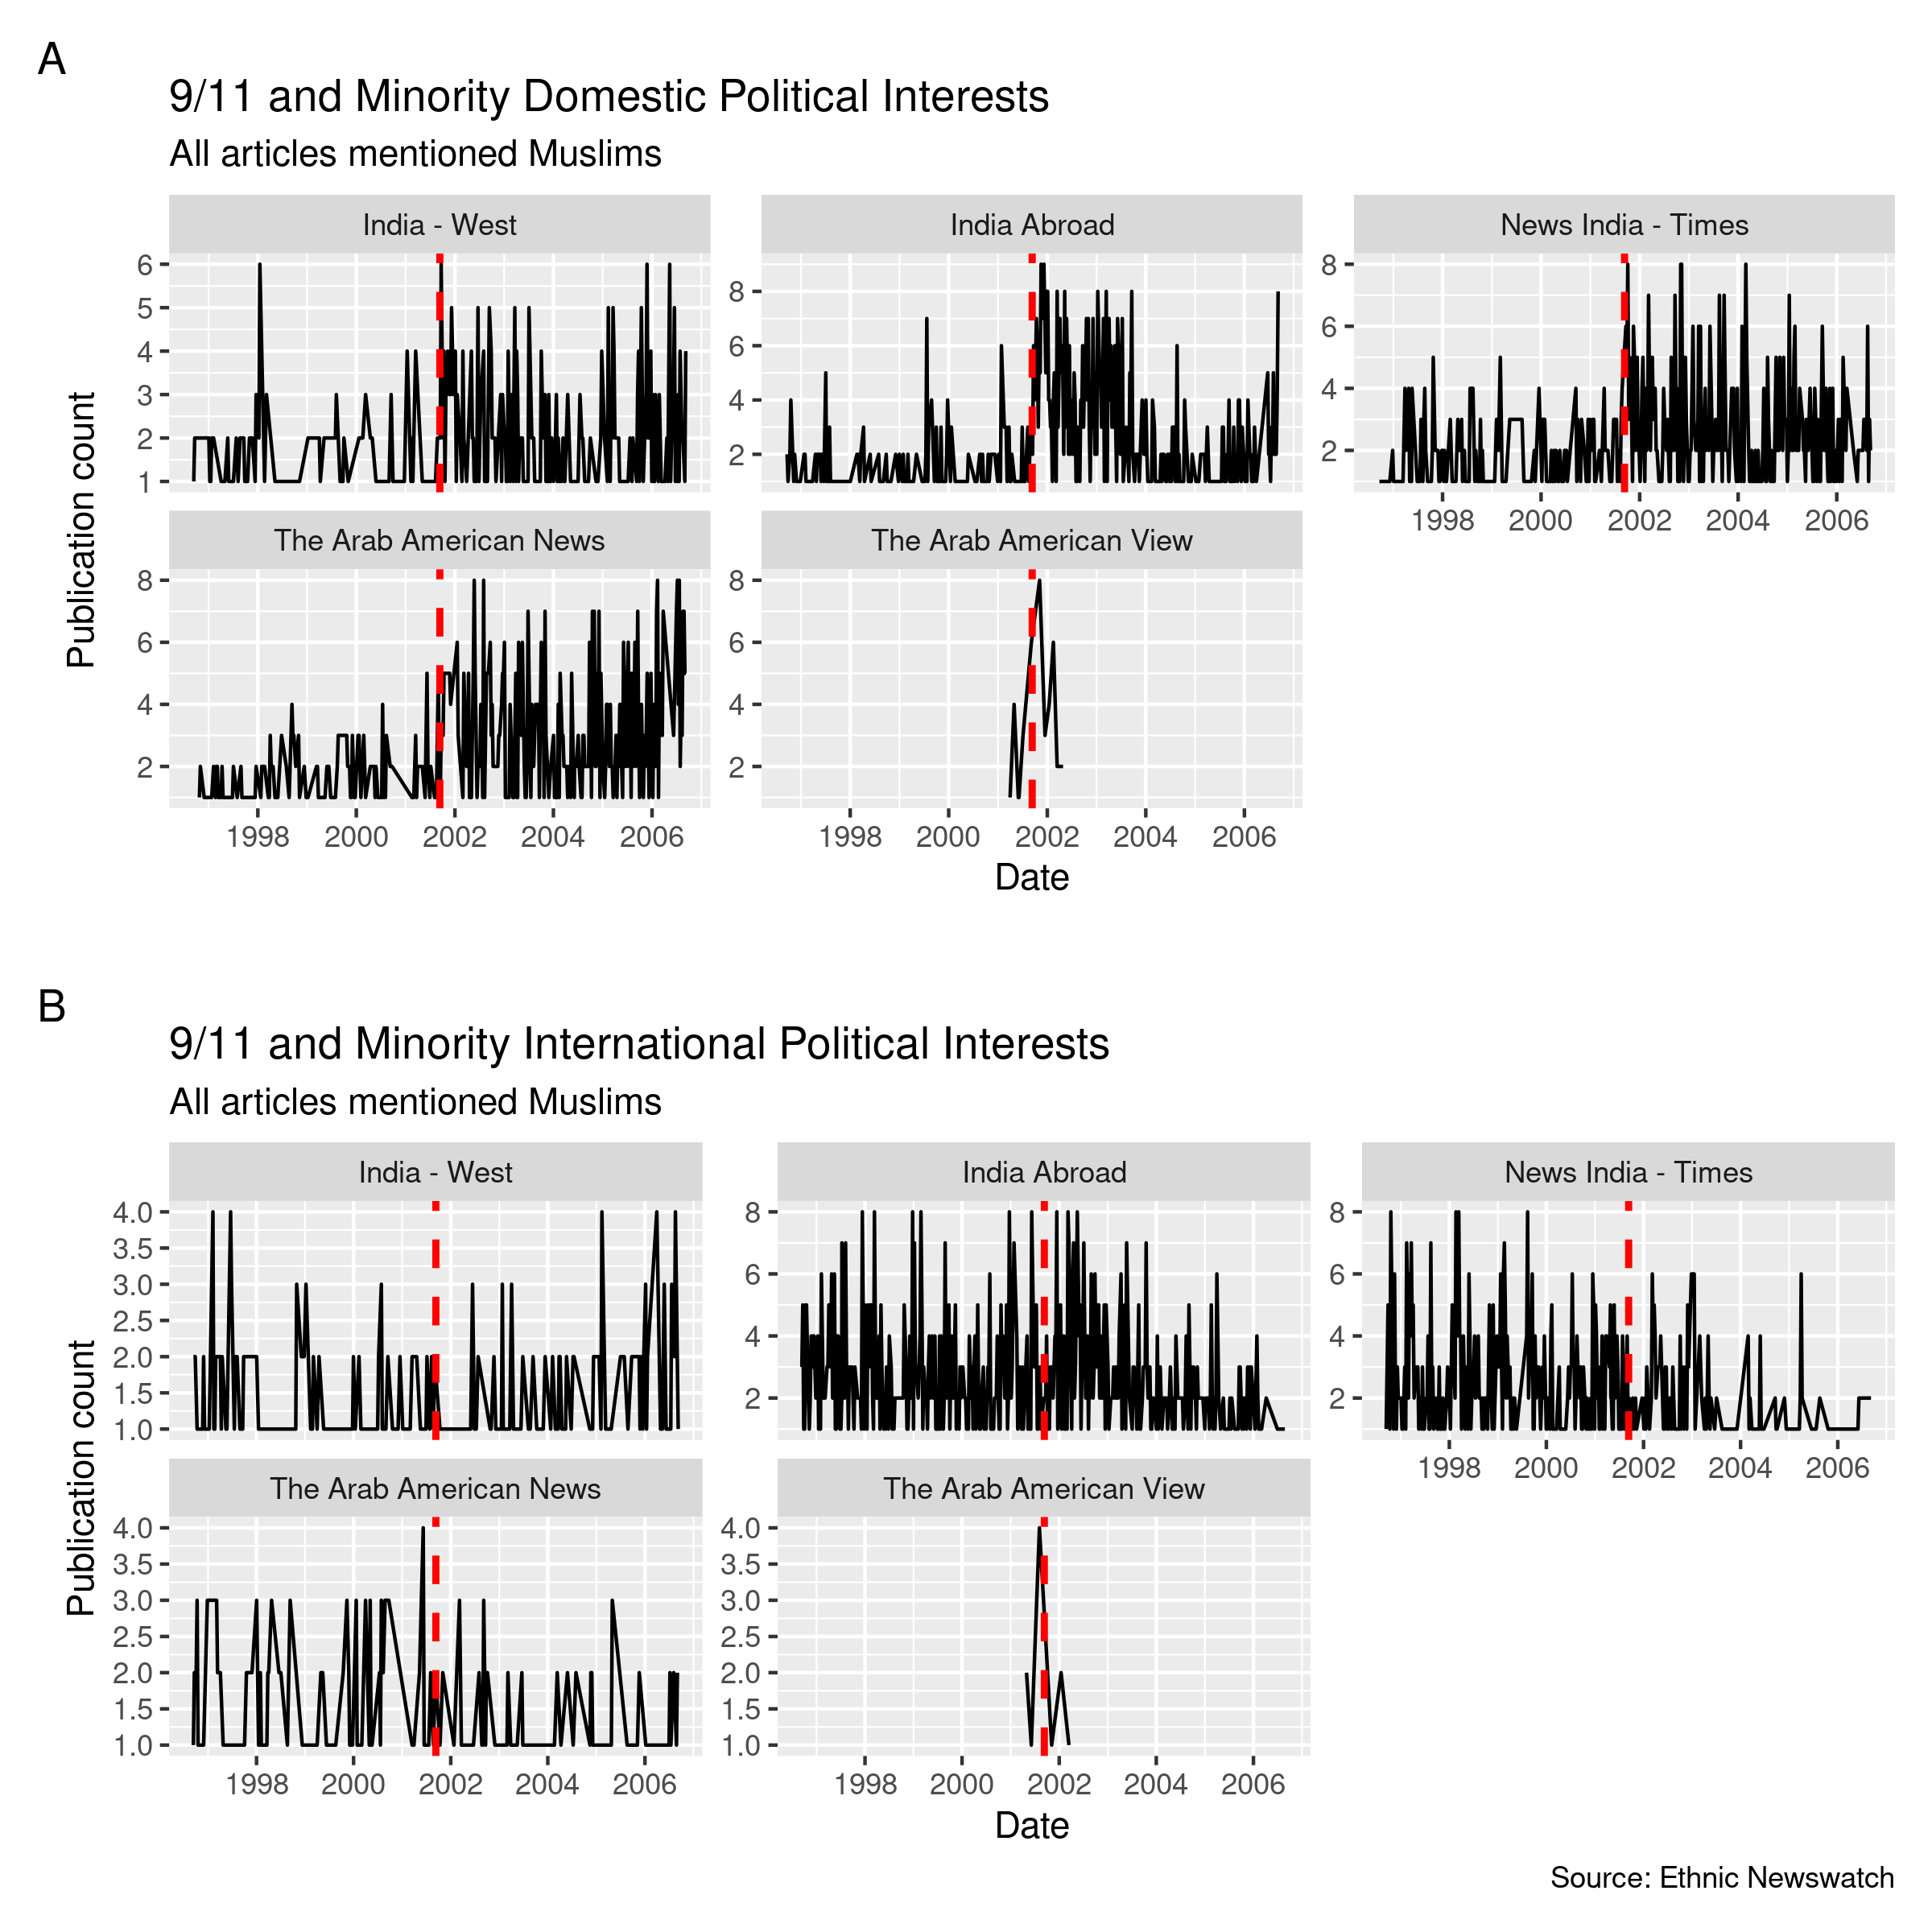 A
9/11 and Minority Domestic Political Interests
All articles mentioned Muslims
India - West
India Abroad
News India - Times
6
5
4
3
2
1
8
6
4
2
8
6
4
2
1998 2000 2002 2004 2006
The Arab American News
The Arab American View
8
6
4
2
8
6
4
2
1998 2000 2002 2004 2006
1998 2000 2002 2004 2006
Publication count
Date
B
9/11 and Minority International Political Interests
All articles mentioned Muslims
India - West
India Abroad
News India - Times
4.0
3.5
3.0
2.5
2.0
1.5
1.0
8
6
4
2
8
6
4
2
1998 2000 2002 2004 2006
The Arab American News
The Arab American View
4.0
3.5
3.0
2.5
2.0
1.5
1.0
4.0
3.5
3.0
2.5
2.0
1.5
1.0
1998 2000 2002 2004 2006
1998 2000 2002 2004 2006
Publication count
Date
Source: Ethnic Newswatch